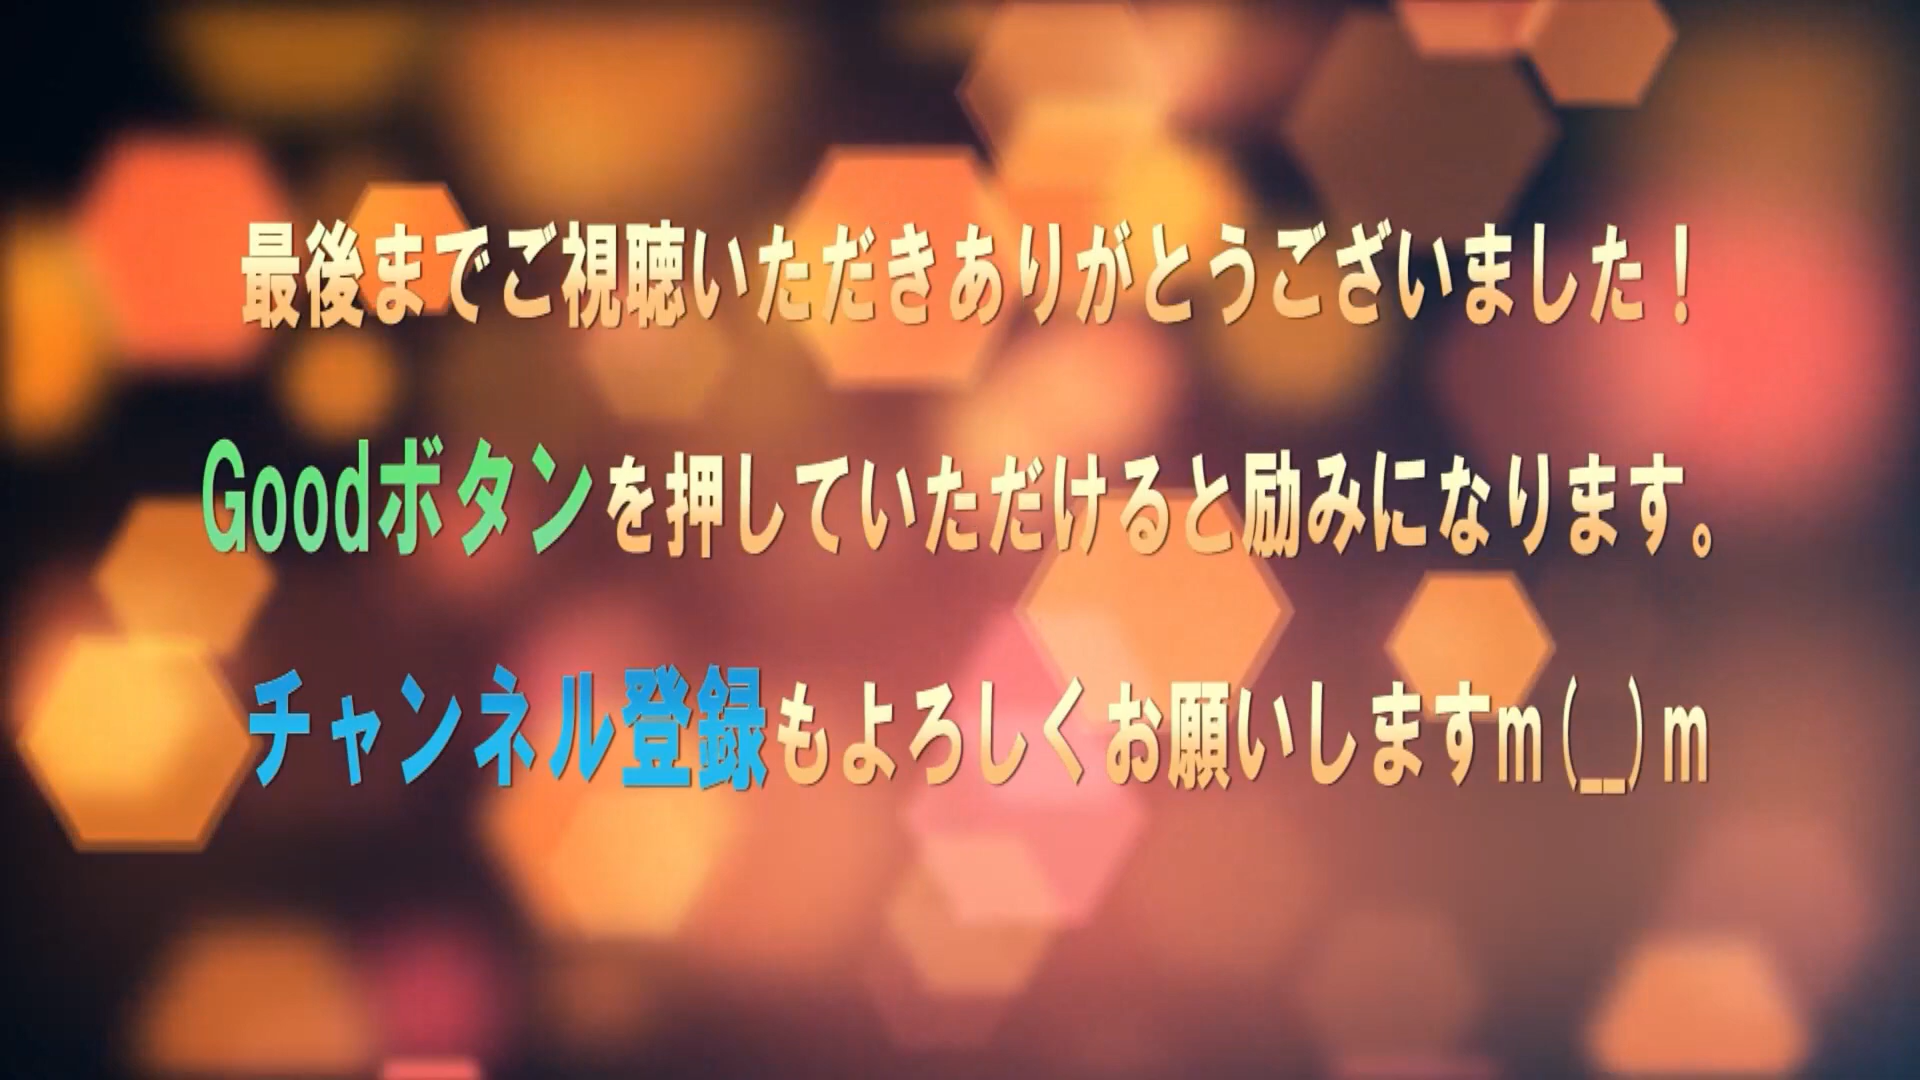 最後までご視聴いただきありがとうございました！
Goodボタンを押していただけると励みになります。
チャンネル登録もよろしくお願いしますm(__)m